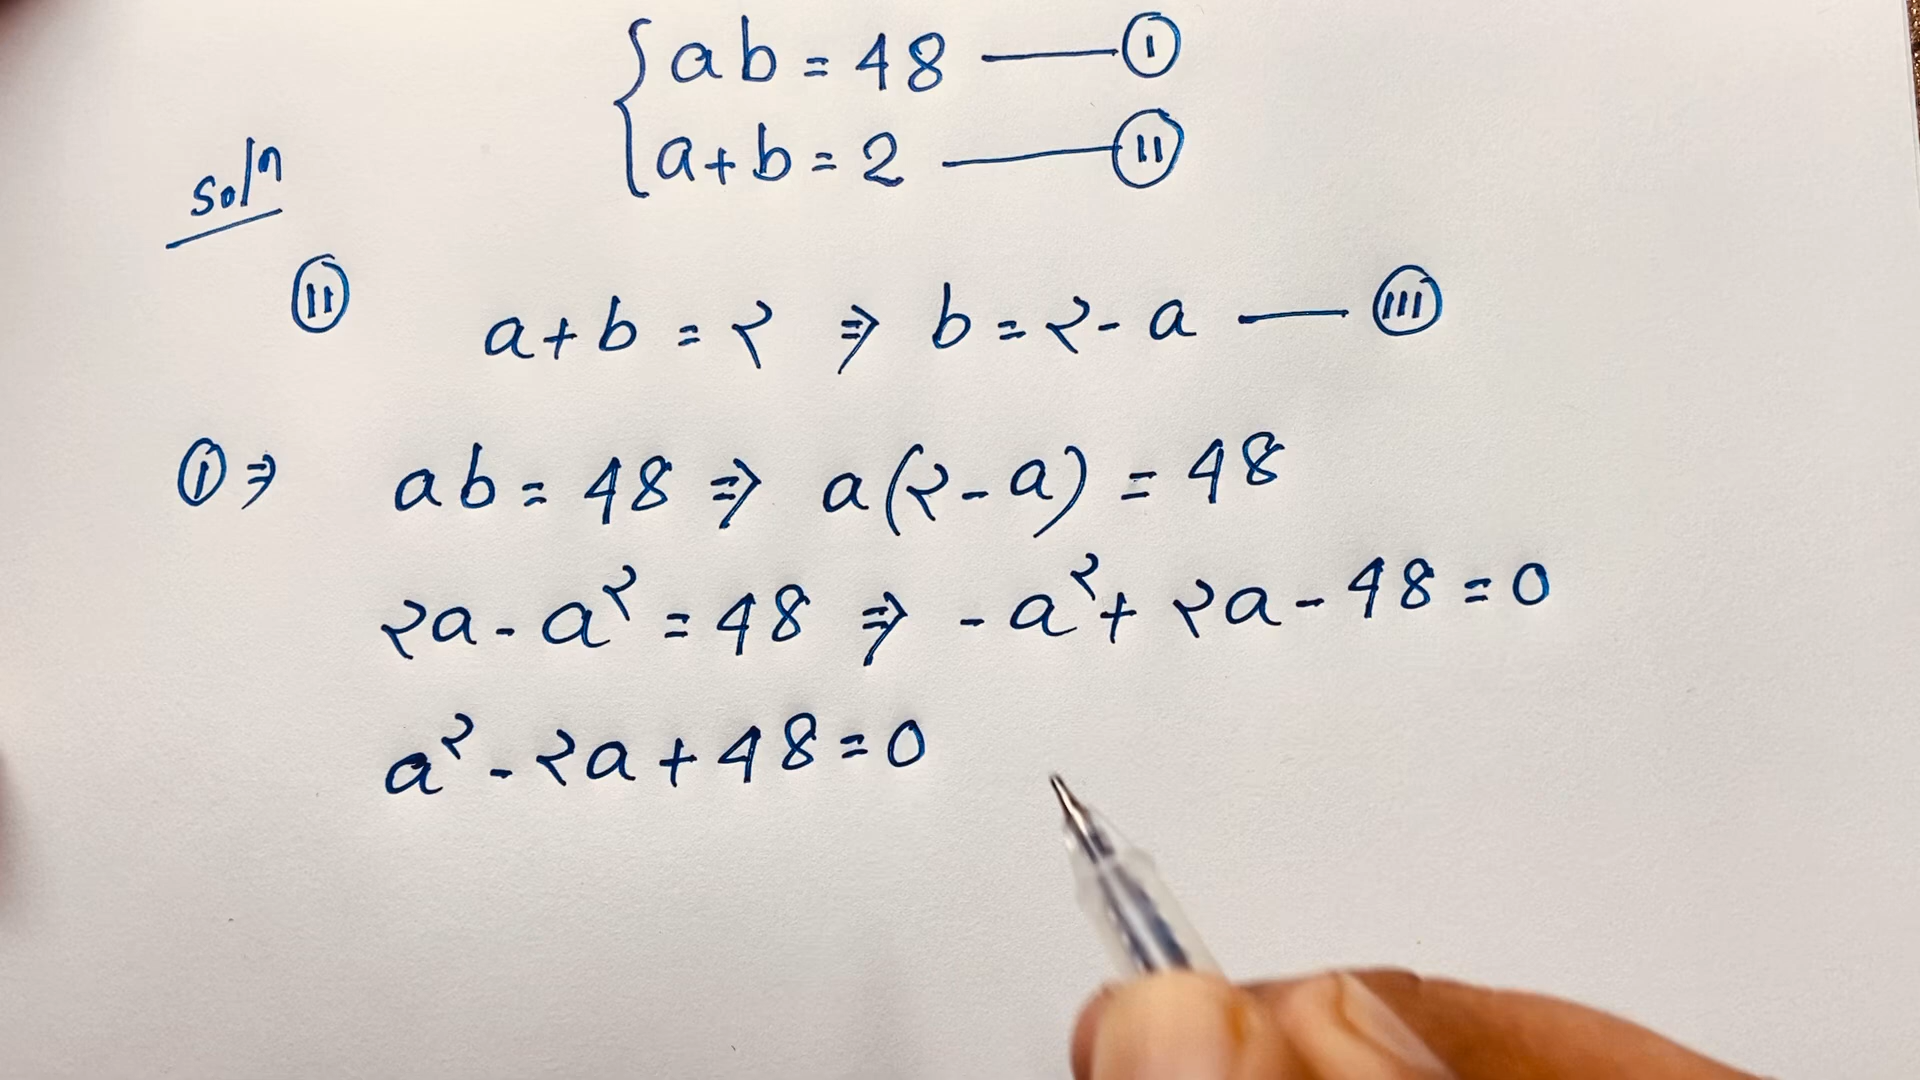 ab = 48 — ①
a+b = 2 — ⑪
Soln
⑪ a+b = 2 ⇒ b = 2 - a — (III)
① ⇒ ab = 48 ⇒ a(2-a) = 48
2a - a² = 48 ⇒ -a² + 2a - 48 = 0
a² - 2a + 48 = 0